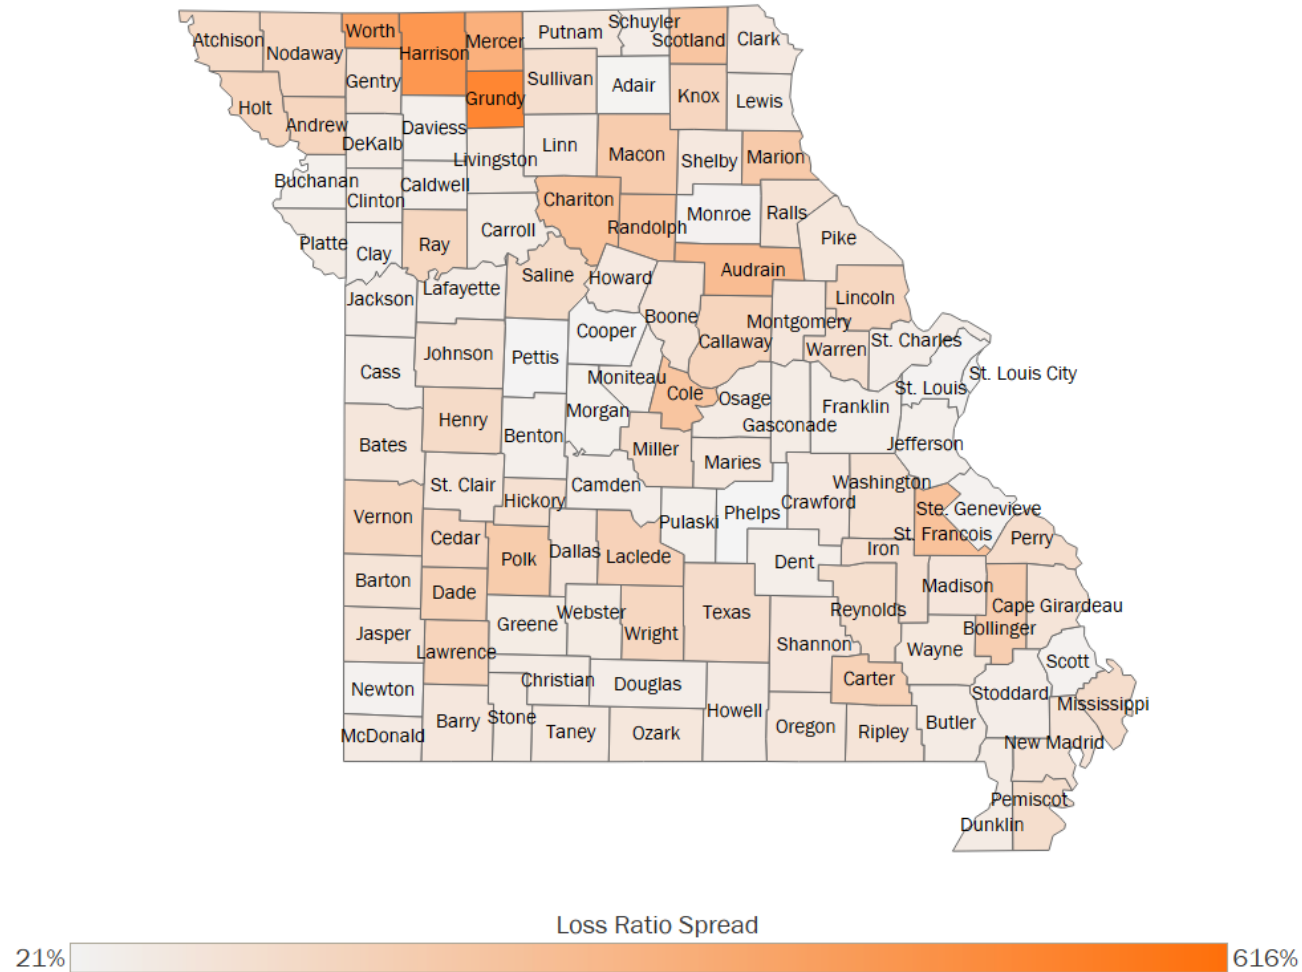 Atchison
Nodaway
Worth
Harrison
Mercer
Putnam
Schuyler
Scotland
Clark
Gentry
Sullivan
Adair
Knox
Lewis
Holt
Andrew
DeKalb
Daviess
Grundy
Livingston
Linn
Macon
Shelby
Marion
Buchanan
Clinton
Caldwell
Chariton
Randolph
Monroe
Ralls
Pike
Platte
Clay
Ray
Carroll
Saline
Howard
Audrain
Jackson
Lafayette
Boone
Callaway
Montgomery
Lincoln
Warren
St. Charles
Cooper
Johnson
Pettis
Cass
Moniteau
Cole
Osage
Gasconade
Franklin
St. Louis
St. Louis City
Morgan
Henry
Benton
Bates
Miller
Maries
Jefferson
St. Clair
Camden
Hickory
Pulaski
Phelps
Crawford
Washington
Ste. Genevieve
St. Francois
Perry
Vernon
Cedar
Polk
Dallas
Laclede
Dent
Iron
Barton
Dade
Madison
Cape Girardeau
Bollinger
Reynolds
Texas
Webster
Wright
Greene
Jasper
Lawrence
Shannon
Wayne
Carter
Scott
Newton
Christian
Douglas
Howell
Stoddard
Mississippi
Barry
Stone
Taney
Ozark
Oregon
Ripley
Butler
McDonald
New Madrid
Pemiscot
Dunklin
Loss Ratio Spread
21%
616%